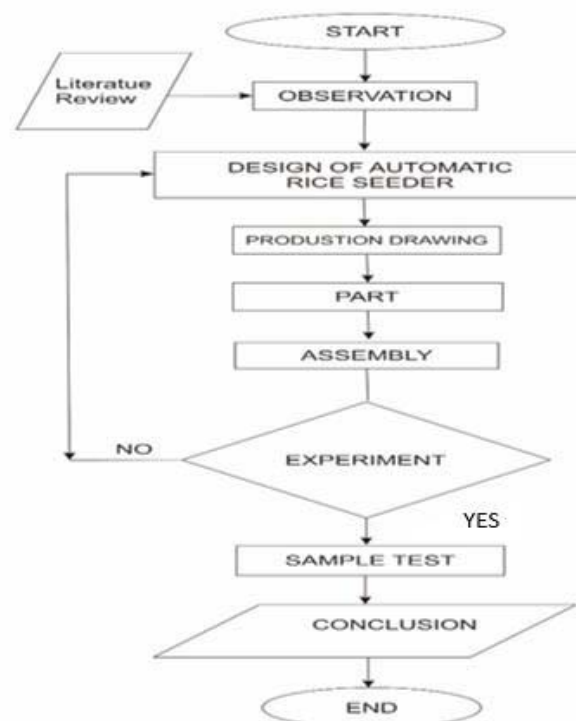 START
Literatue
Review
OBSERVATION
DESIGN OF AUTOMATIC
RICE SEEDER
PRODUSTION DRAWING
PART
ASSEMBLY
EXPERIMENT
NO
YES
SAMPLE TEST
CONCLUSION
END